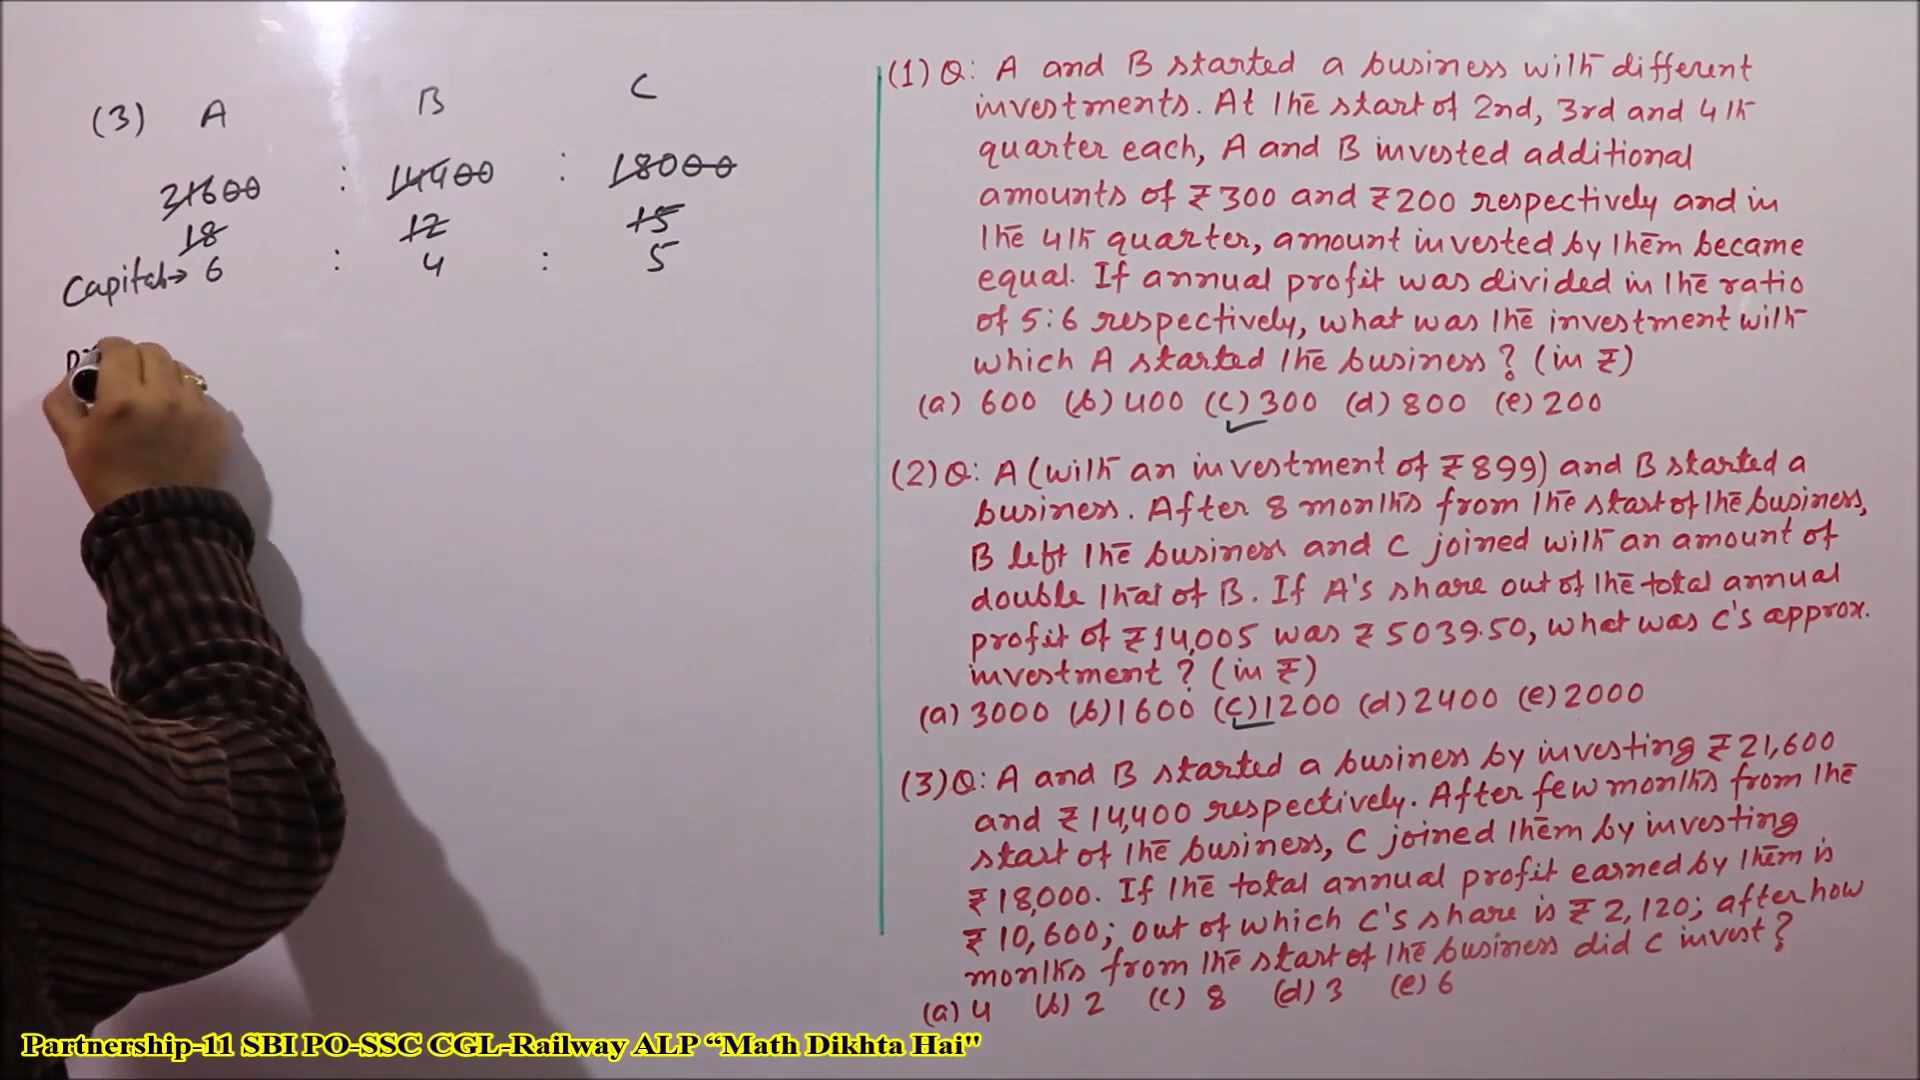 (3) A B C
21600 : 14400 : 18000
18 12 15
Capital→ 6 : 4 : 5
(1) Q: A and B started a business with different
investments. At the start of 2nd, 3rd and 4th
quarter each, A and B invested additional
amounts of ₹300 and ₹200 respectively and in
the 4th quarter, amount invested by them became
equal. If annual profit was divided in the ratio
of 5:6 respectively, what was the investment with
which A started the business? (in ₹)
(a) 600 (b) 400 (c) 300 (d) 800 (e) 200
(2) Q: A (with an investment of ₹899) and B started a
business. After 8 months from the start of the business,
B left the business and C joined with an amount of
double that of B. If A's share out of the total annual
profit of ₹14,005 was ₹5039.50, what was C's approx.
investment? (in ₹)
(a) 3000 (b) 1600 (c) 1200 (d) 2400 (e) 2000
(3) Q: A and B started a business by investing ₹21,600
and ₹14,400 respectively. After few months from the
start of the business, C joined them by investing
₹18,000. If the total annual profit earned by them is
₹10,600; out of which C's share is ₹2,120; after how
months from the start of the business did C invest?
(a) 4 (b) 2 (c) 8 (d) 3 (e) 6
Partnership-11 SBI PO-SSC CGL-Railway ALP “Math Dikhta Hai"